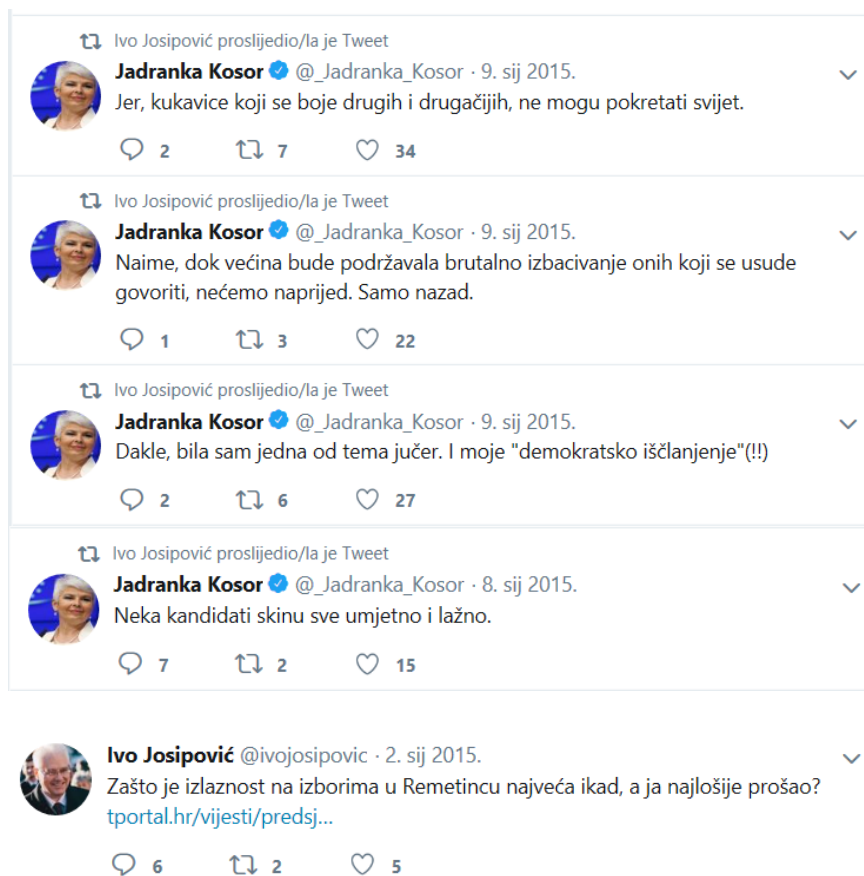 Ivo Josipović proslijedio/la je Tweet
Jadranka Kosor @_Jadranka_Kosor · 9. sij 2015.
Jer, kukavice koji se boje drugih i drugačijih, ne mogu pokretati svijet.
2 7 34
Ivo Josipović proslijedio/la je Tweet
Jadranka Kosor @_Jadranka_Kosor · 9. sij 2015.
Naime, dok većina bude podržavala brutalno izbacivanje onih koji se usude
govoriti, nećemo naprijed. Samo nazad.
1 3 22
Ivo Josipović proslijedio/la je Tweet
Jadranka Kosor @_Jadranka_Kosor · 9. sij 2015.
Dakle, bila sam jedna od tema jučer. I moje "demokratsko iščlanjenje"(!!)
2 6 27
Ivo Josipović proslijedio/la je Tweet
Jadranka Kosor @_Jadranka_Kosor · 8. sij 2015.
Neka kandidati skinu sve umjetno i lažno.
7 2 15
Ivo Josipović @ivojosipovic · 2. sij 2015.
Zašto je izlaznost na izborima u Remetincu najveća ikad, a ja najlošije prošao?
tportal.hr/vijesti/predsj...
6 2 5